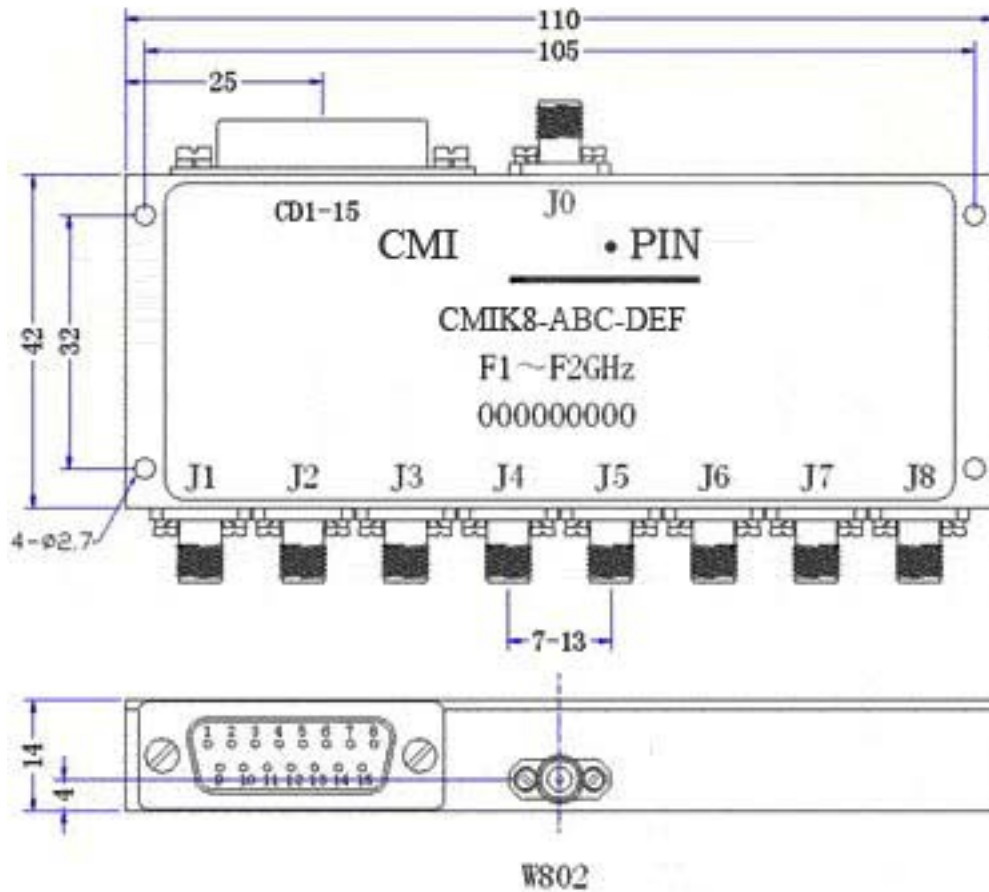 110
105
25
J0
CD1-15
CMI • PIN
CMIK8-ABC-DEF
F1～F2GHz
000000000
42
32
J1 J2 J3 J4 J5 J6 J7 J8
4-ø2.7
7-13
14
4
1 2 3 4 5 6 7 8
9 10 11 12 13 14 15
W802